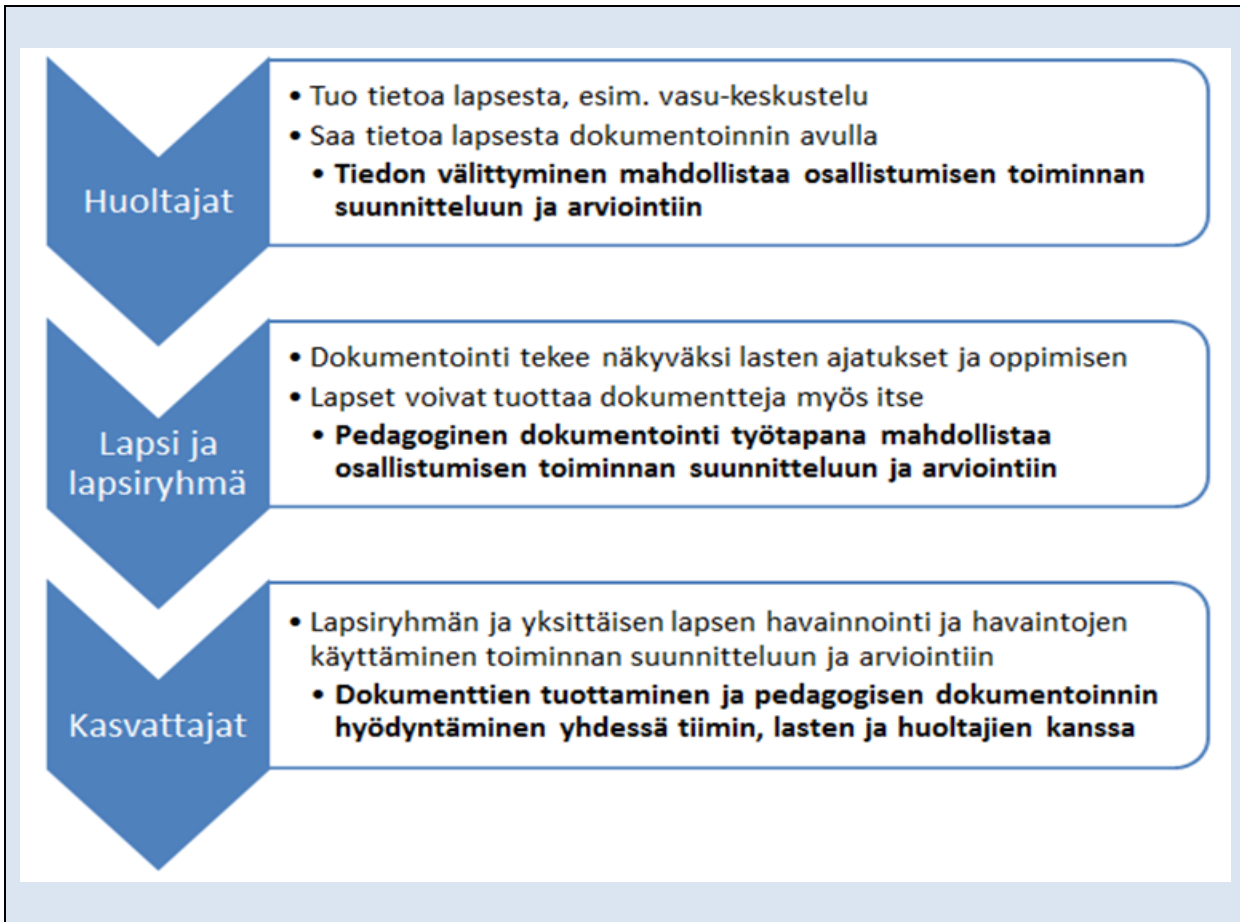 Huoltajat
• Tuo tietoa lapsesta, esim. vasu-keskustelu
• Saa tietoa lapsesta dokumentoinnin avulla
• Tiedon välittyminen mahdollistaa osallistumisen toiminnan
suunnitteluun ja arviointiin
Lapsi ja
lapsiryhmä
• Dokumentointi tekee näkyväksi lasten ajatukset ja oppimisen
• Lapset voivat tuottaa dokumentteja myös itse
• Pedagoginen dokumentointi työtapana mahdollistaa
osallistumisen toiminnan suunnitteluun ja arviointiin
Kasvattajat
• Lapsiryhmän ja yksittäisen lapsen havainnointi ja havaintojen
käyttäminen toiminnan suunnitteluun ja arviointiin
• Dokumenttien tuottaminen ja pedagogisen dokumentoinnin
hyödyntäminen yhdessä tiimin, lasten ja huoltajien kanssa